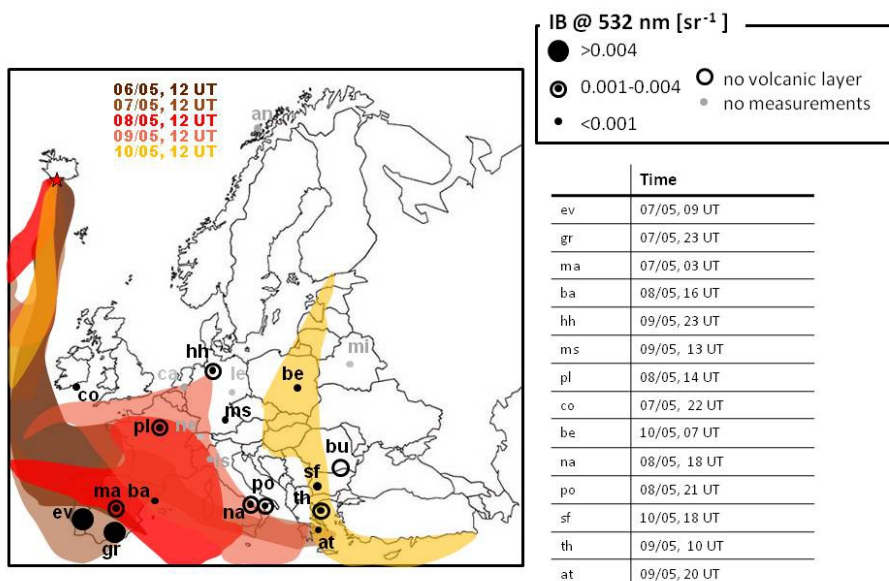 IB @ 532 nm [sr⁻¹ ]
>0.004
0.001-0.004
<0.001
no volcanic layer
no measurements
06/05, 12 UT
07/05, 12 UT
08/05, 12 UT
09/05, 12 UT
10/05, 12 UT
an
hh
mi
ca
le
be
co
ms
pl
ne
is
bu
sf
ma ba
po
th
ev
na
gr
at
Time
ev 07/05, 09 UT
gr 07/05, 23 UT
ma 07/05, 03 UT
ba 08/05, 16 UT
hh 09/05, 23 UT
ms 09/05, 13 UT
pl 08/05, 14 UT
co 07/05, 22 UT
be 10/05, 07 UT
na 08/05, 18 UT
po 08/05, 21 UT
sf 10/05, 18 UT
th 09/05, 10 UT
at 09/05, 20 UT